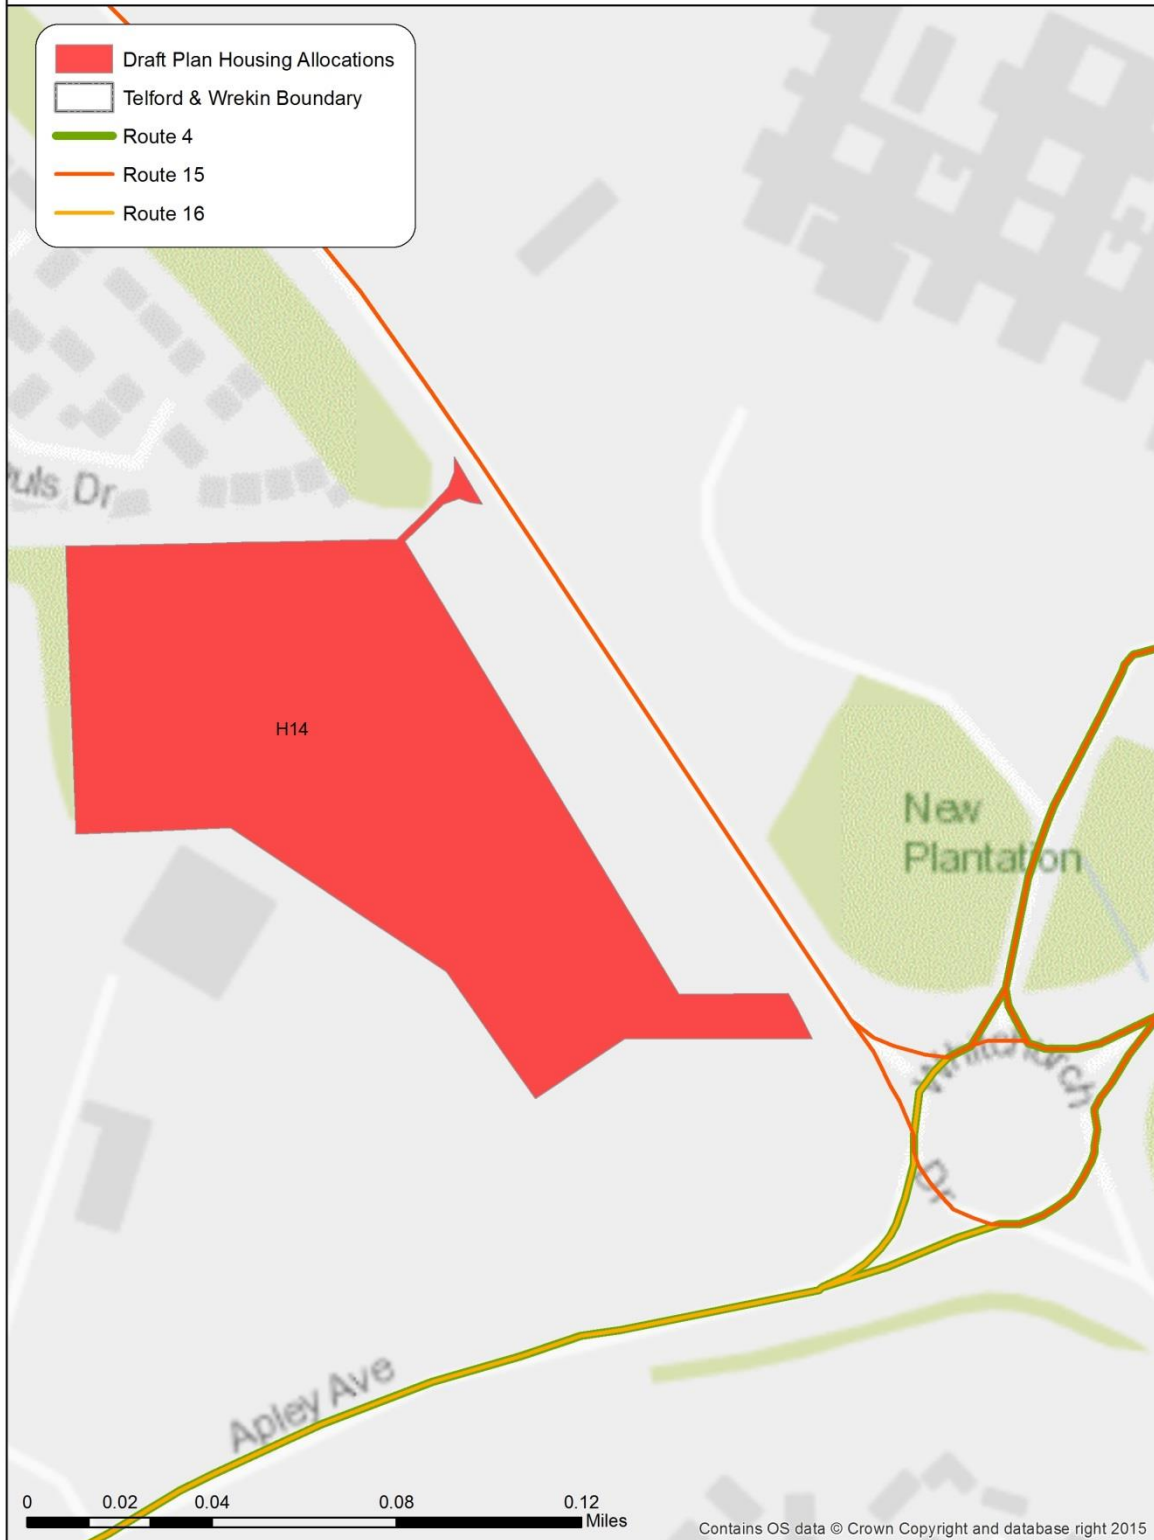 Draft Plan Housing Allocations
Telford & Wrekin Boundary
Route 4
Route 15
Route 16
Dr
H14
New
Plantation
Whitchurch
Dr
Apley Ave
0 0.02 0.04 0.08 0.12
Miles
Contains OS data © Crown Copyright and database right 2015